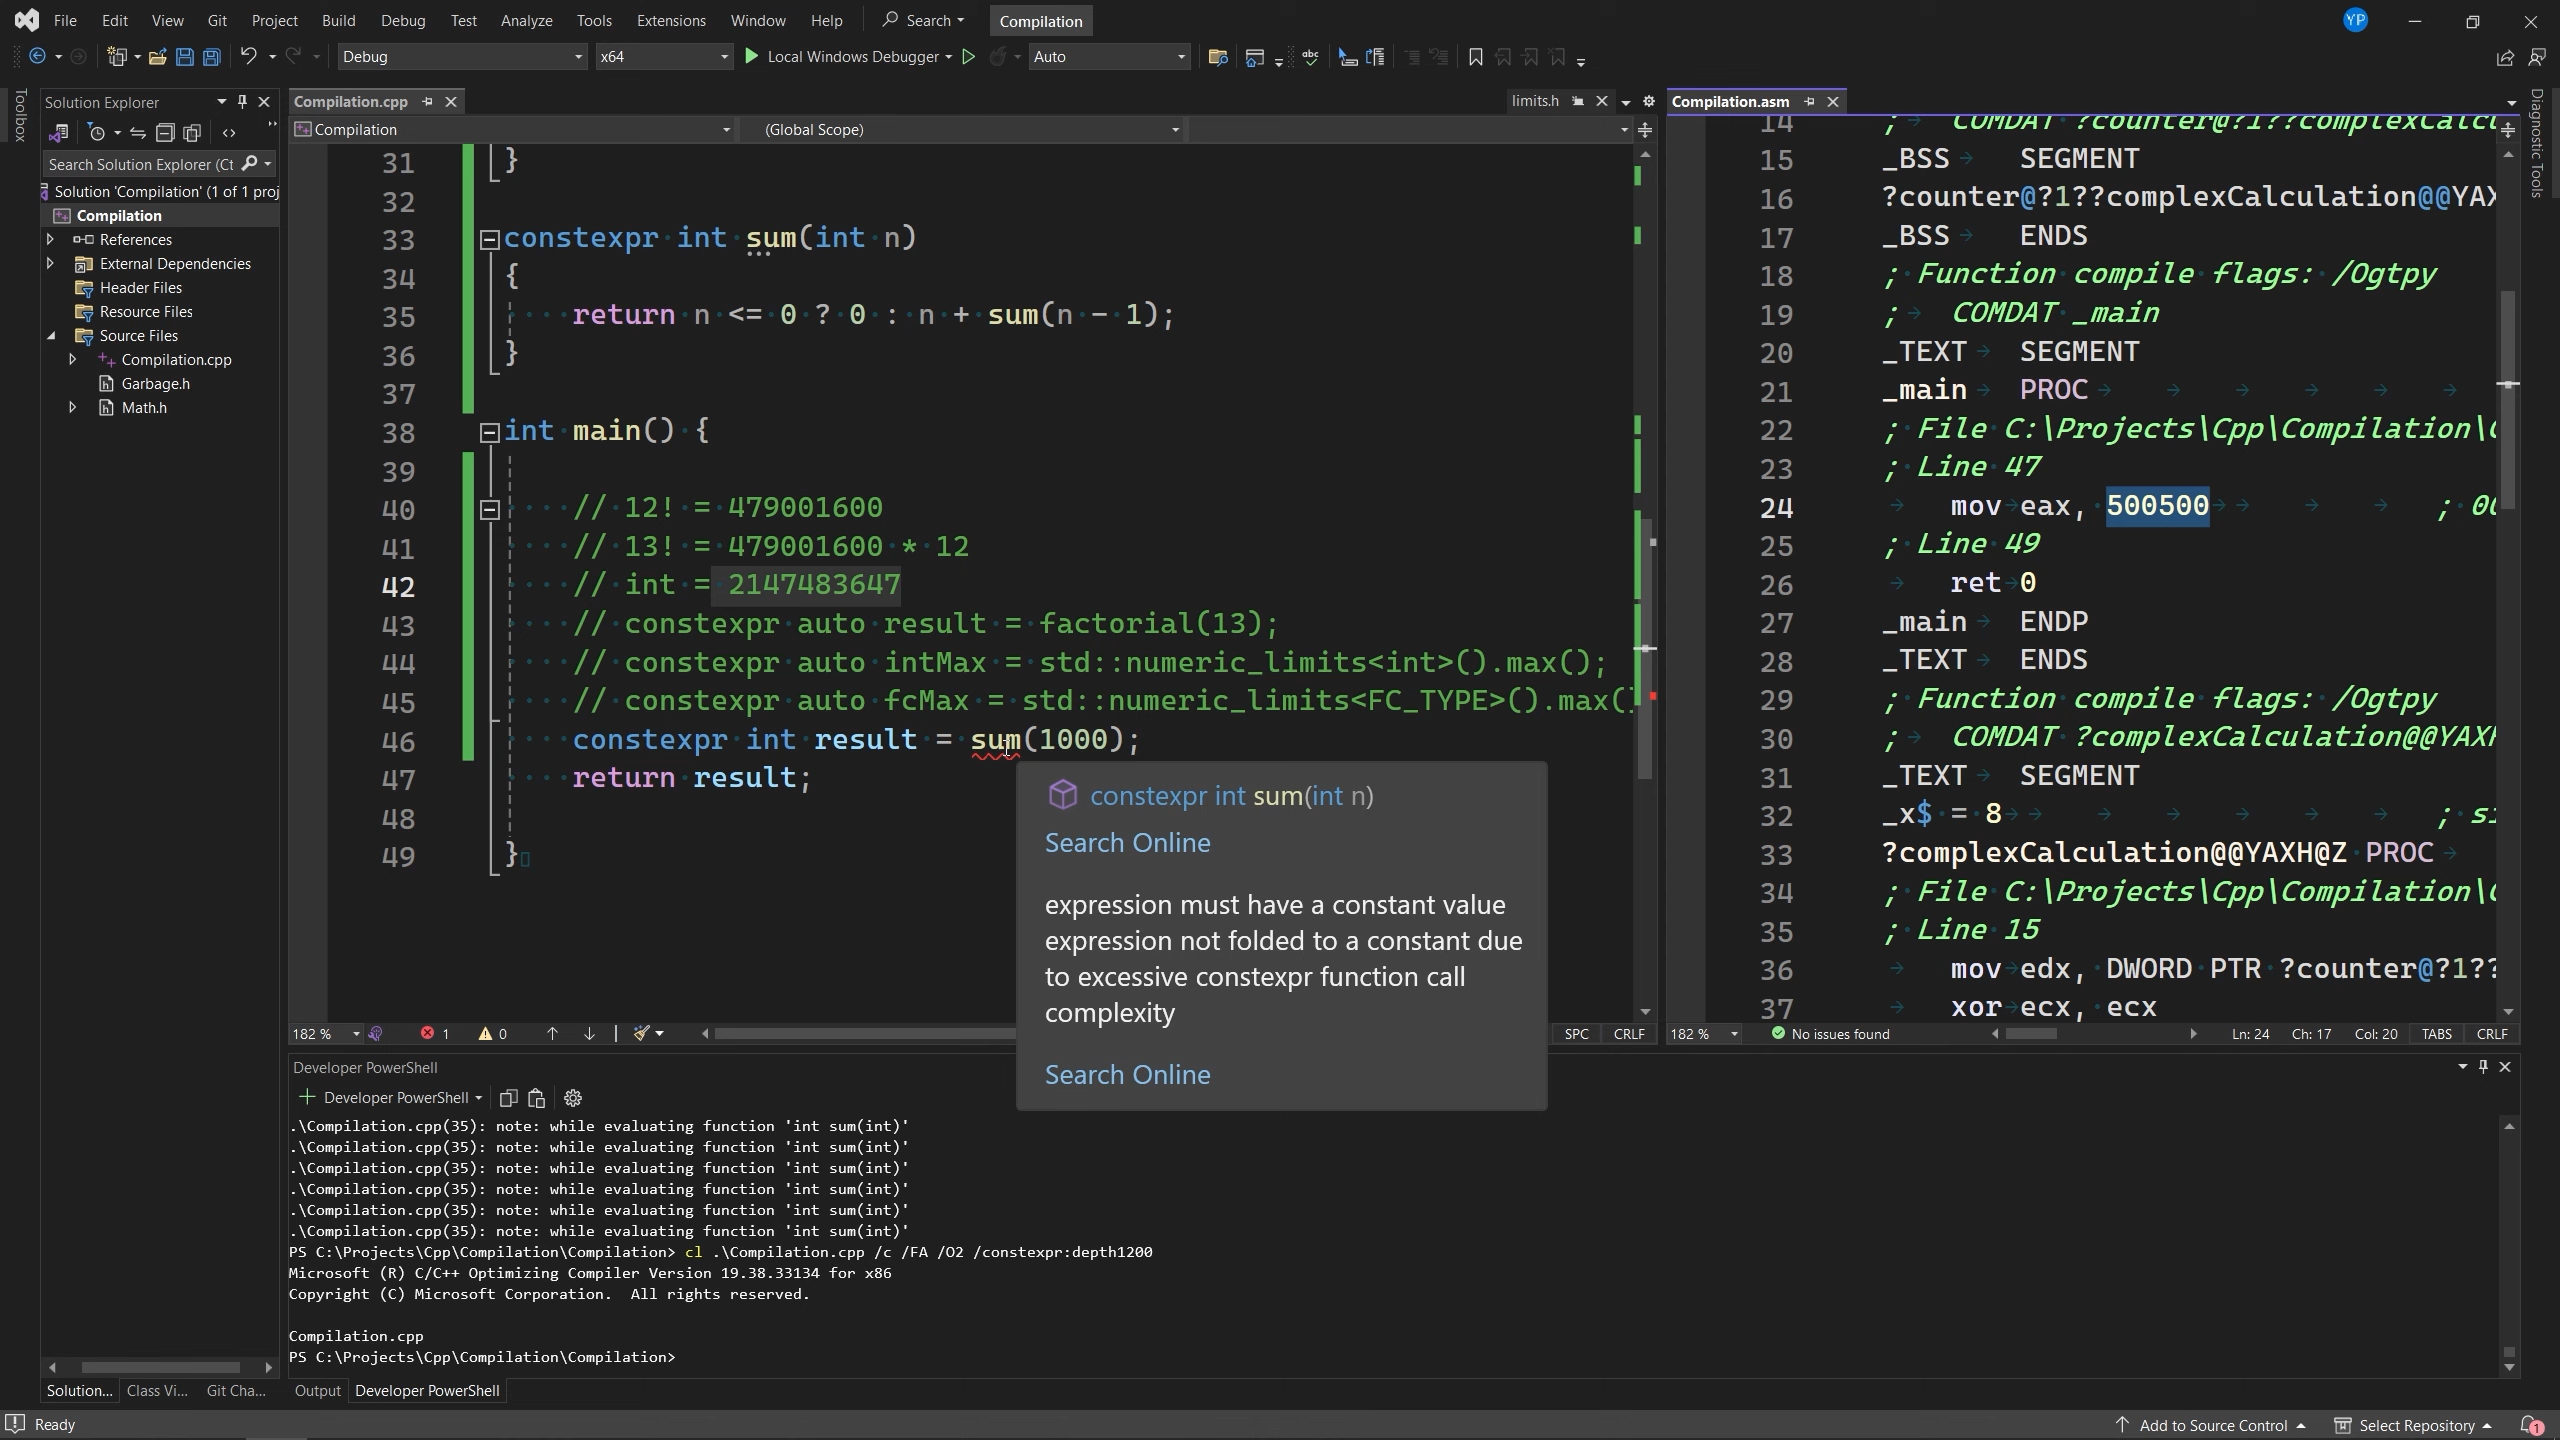 File Edit View Git Project Build Debug Test Analyze Tools Extensions Window Help Search Compilation YP
Debug x64 Local Windows Debugger Auto
Toolbox
Solution Explorer
Search Solution Explorer (Ct
Solution 'Compilation' (1 of 1 proj
Compilation
References
External Dependencies
Header Files
Resource Files
Source Files
Compilation.cpp
Garbage.h
Math.h
Solution... Class Vi... Git Cha...
Compilation.cpp limits.h
Compilation (Global Scope)
31 }
32
33 constexpr int sum(int n)
34 {
35 return n <= 0 ? 0 : n + sum(n - 1);
36 }
37
38 int main() {
39
40 // 12! = 479001600
41 // 13! = 479001600 * 12
42 // int = 2147483647
43 // constexpr auto result = factorial(13);
44 // constexpr auto intMax = std::numeric_limits<int>().max();
45 // constexpr auto fcMax = std::numeric_limits<FC_TYPE>().max()
46 constexpr int result = sum(1000);
47 return result;
48
49 }
constexpr int sum(int n)
Search Online
expression must have a constant value
expression not folded to a constant due
to excessive constexpr function call
complexity
Search Online
182 % 1 0 SPC CRLF
Compilation.asm
14 ; COMDAT ?counter@?1??complexCalcu
15 _BSS SEGMENT
16 ?counter@?1??complexCalculation@@YAX
17 _BSS ENDS
18 ; Function compile flags: /Ogtpy
19 ; COMDAT _main
20 _TEXT SEGMENT
21 _main PROC
22 ; File C:\Projects\Cpp\Compilation\
23 ; Line 47
24 mov eax, 500500 ;
25 ; Line 49
26 ret 0
27 _main ENDP
28 _TEXT ENDS
29 ; Function compile flags: /Ogtpy
30 ; COMDAT ?complexCalculation@@YAX
31 _TEXT SEGMENT
32 _x$ = 8 ;
33 ?complexCalculation@@YAXH@Z PROC
34 ; File C:\Projects\Cpp\Compilation\
35 ; Line 15
36 mov edx, DWORD PTR ?counter@?1??
37 xor ecx, ecx
182 % No issues found Ln: 24 Ch: 17 Col: 20 TABS CRLF
Diagnostic Tools
Developer PowerShell
Developer PowerShell
.\Compilation.cpp(35): note: while evaluating function 'int sum(int)'
.\Compilation.cpp(35): note: while evaluating function 'int sum(int)'
.\Compilation.cpp(35): note: while evaluating function 'int sum(int)'
.\Compilation.cpp(35): note: while evaluating function 'int sum(int)'
.\Compilation.cpp(35): note: while evaluating function 'int sum(int)'
.\Compilation.cpp(35): note: while evaluating function 'int sum(int)'
PS C:\Projects\Cpp\Compilation\Compilation> cl .\Compilation.cpp /c /FA /O2 /constexpr:depth1200
Microsoft (R) C/C++ Optimizing Compiler Version 19.38.33134 for x86
Copyright (C) Microsoft Corporation.  All rights reserved.
Compilation.cpp
PS C:\Projects\Cpp\Compilation\Compilation>
Output Developer PowerShell
Ready Add to Source Control Select Repository 1